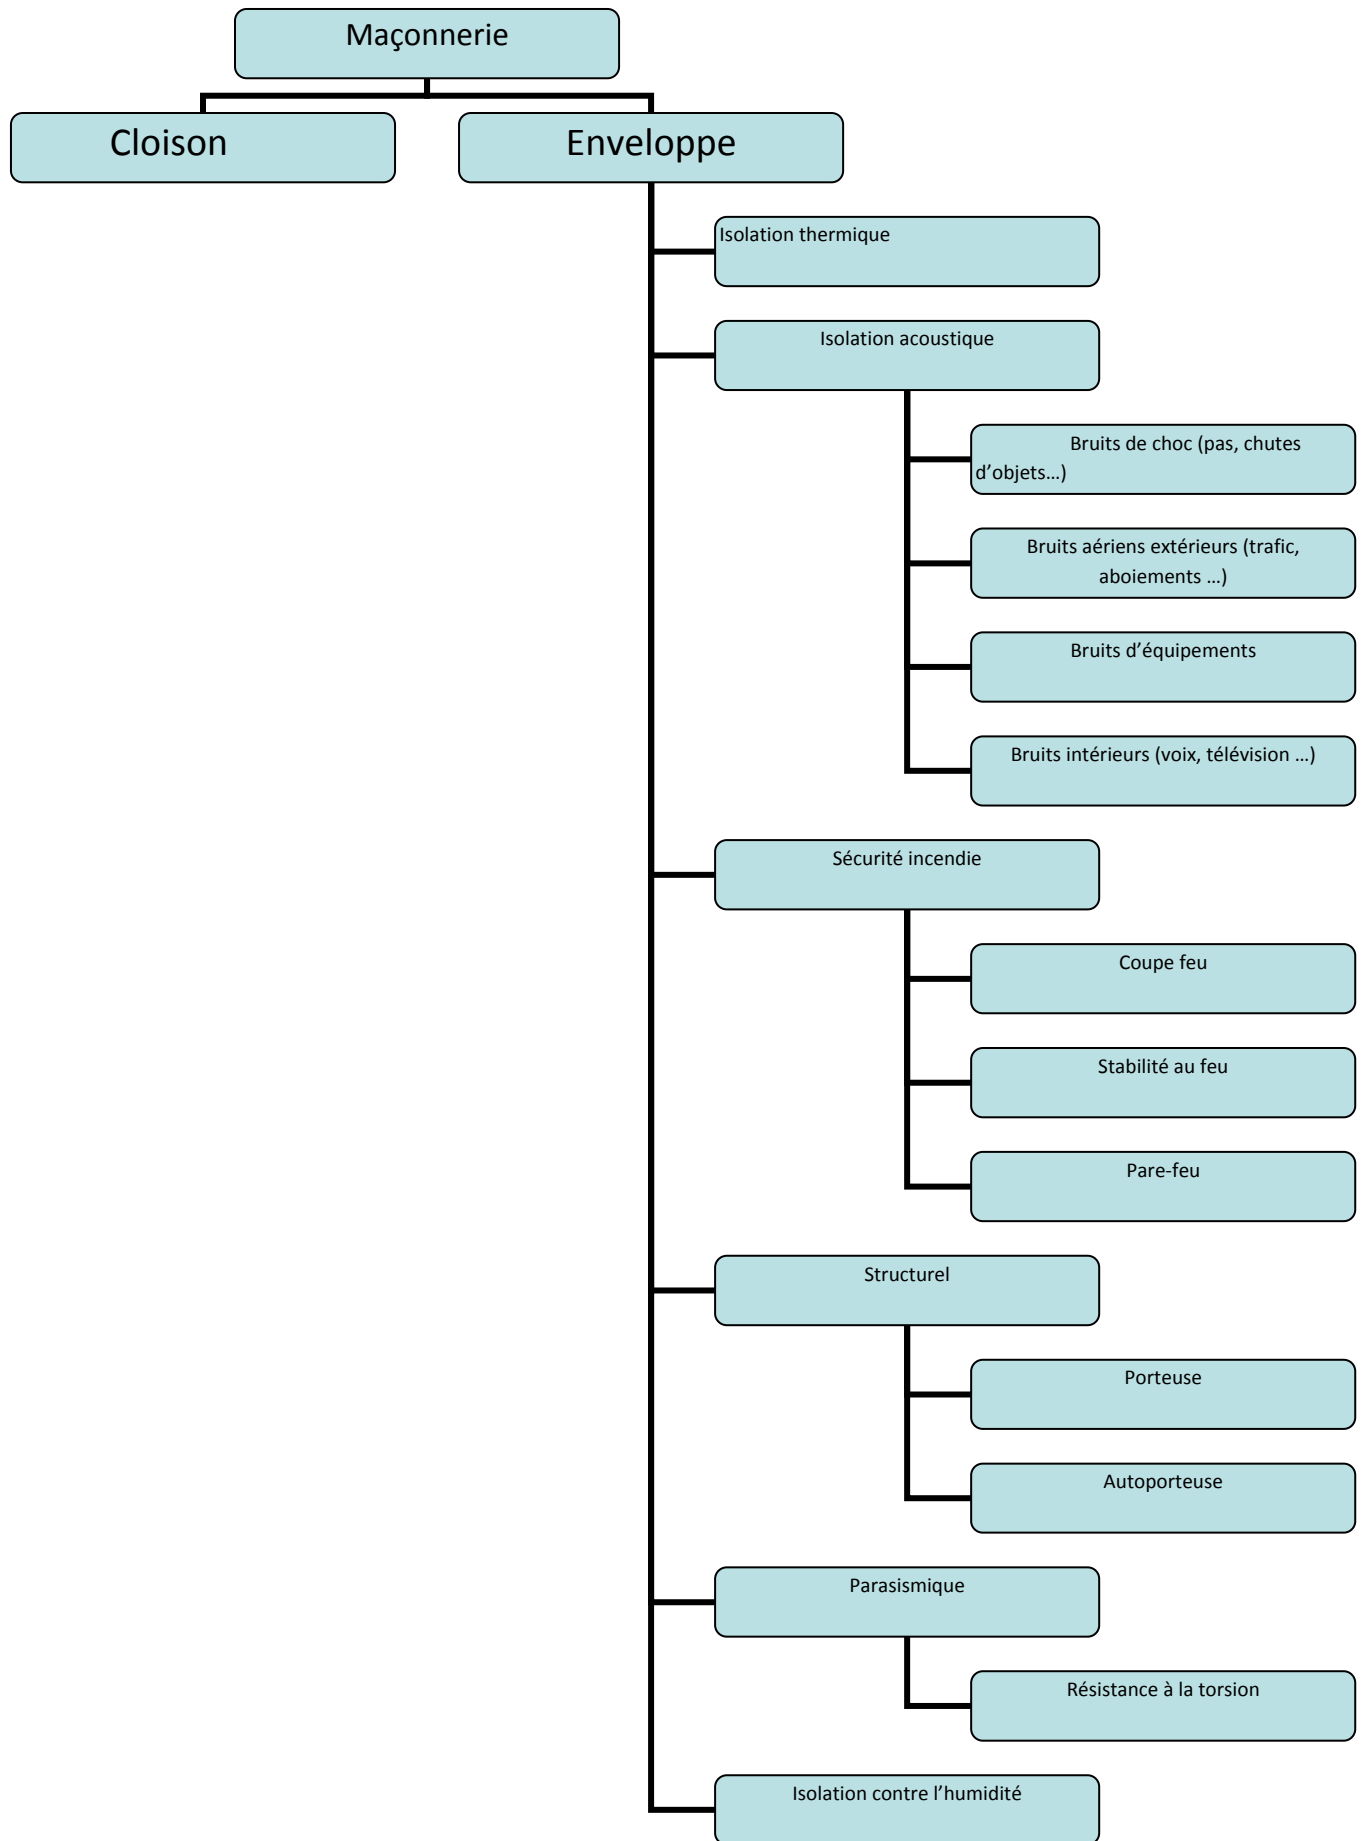 Maçonnerie
Cloison
Enveloppe
Isolation thermique
Isolation acoustique
Bruits de choc (pas, chutes
d’objets…)
Bruits aériens extérieurs (trafic,
aboiements …)
Bruits d’équipements
Bruits intérieurs (voix, télévision …)
Sécurité incendie
Coupe feu
Stabilité au feu
Pare-feu
Structurel
Porteuse
Autoporteuse
Parasismique
Résistance à la torsion
Isolation contre l’humidité